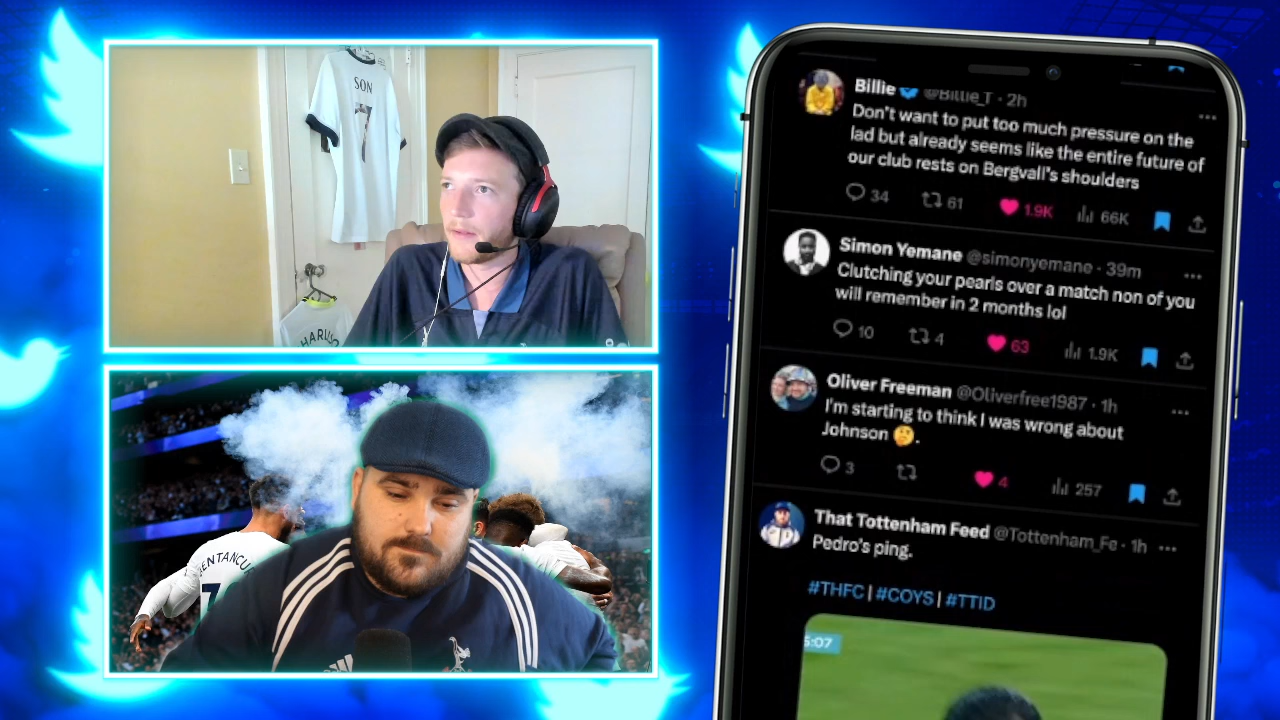 SON
7
BENTANCUR
Billie @Billie_T · 2h
Don't want to put too much pressure on the
lad but already seems like the entire future of
our club rests on Bergvall's shoulders
34 61 1.9K 66K
Simon Yemane @simonyemane · 39m
Clutching your pearls over a match non of you
will remember in 2 months lol
10 4 63 1.9K
Oliver Freeman @Oliverfree1987 · 1h
I'm starting to think I was wrong about
Johnson 🤔.
3 4 257
That Tottenham Feed @Tottenham_Fe · 1h
Pedro's ping.
#THFC | #COYS | #TTID
5:07